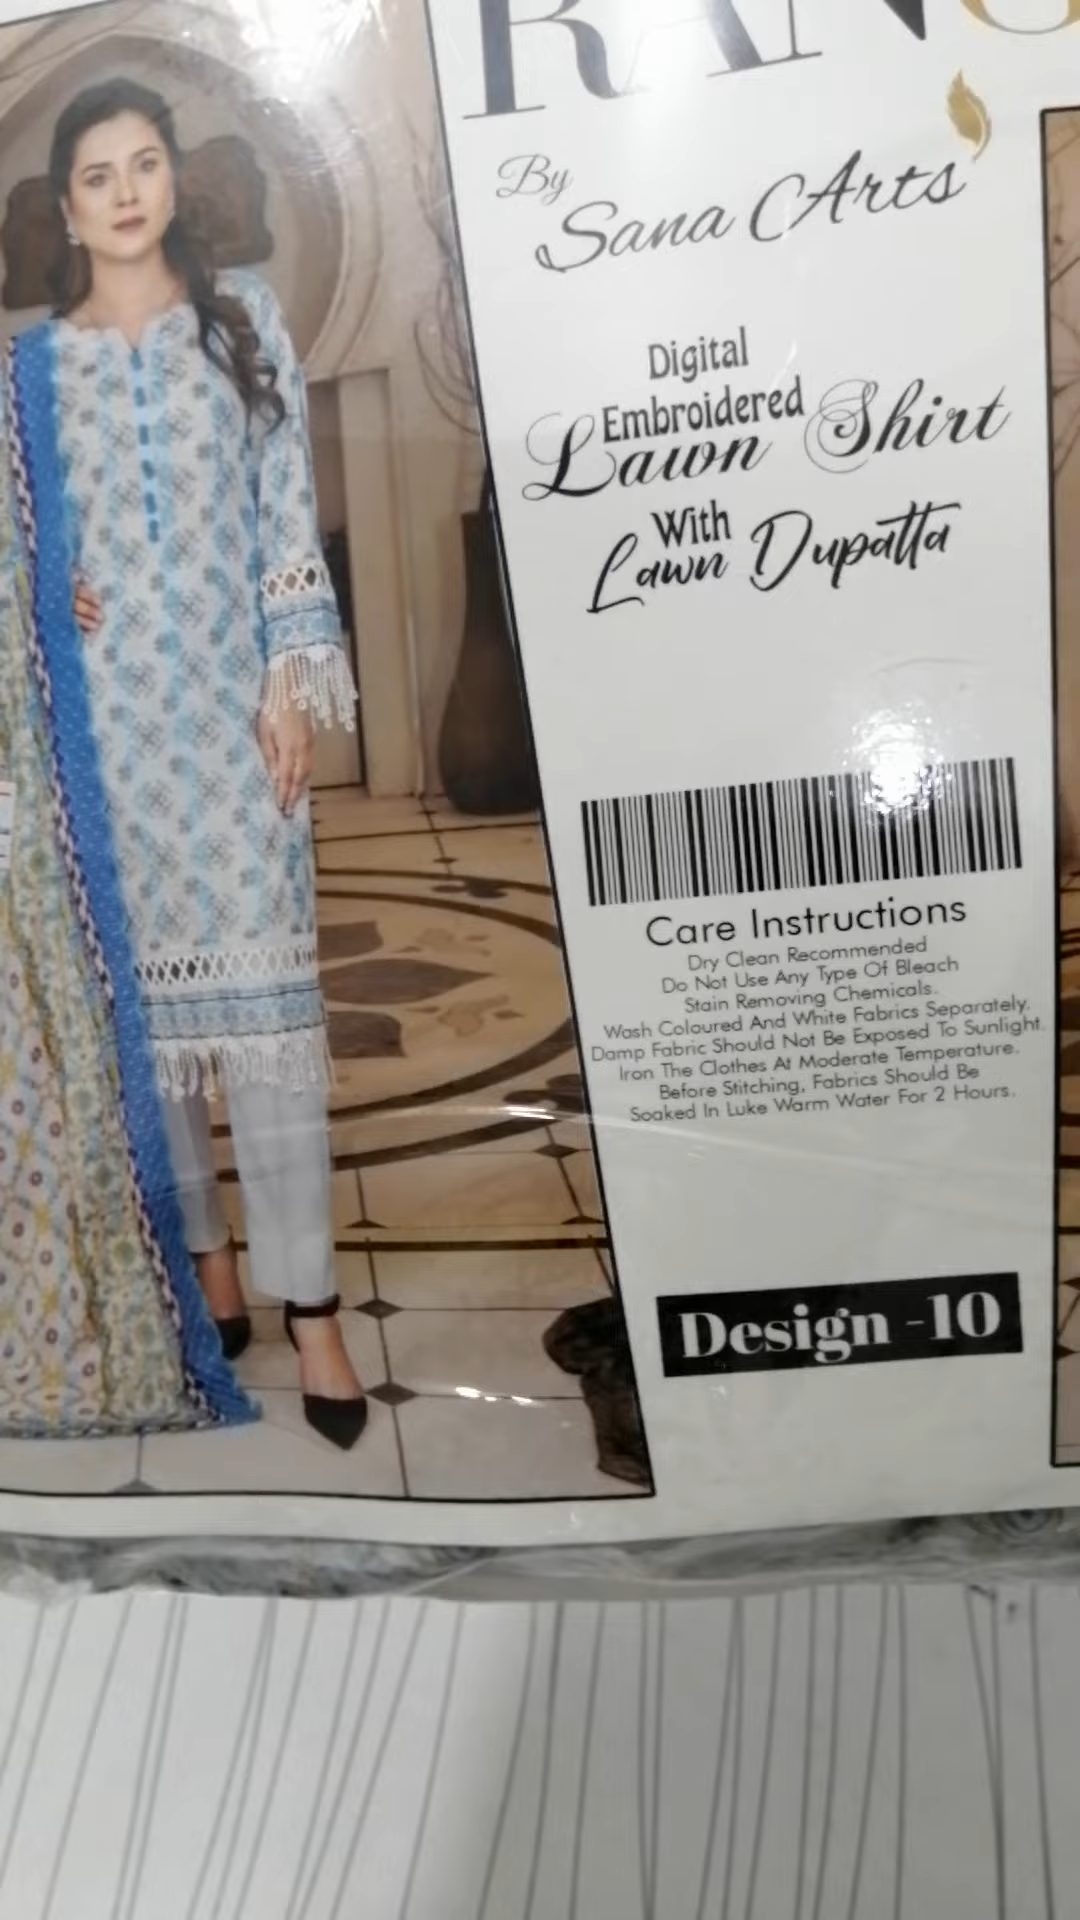 By
Sana Arts
Digital
Embroidered
Lawn Shirt
With
Lawn Dupatta
Care Instructions
Dry Clean Recommended
Do Not Use Any Type Of Bleach
Stain Removing Chemicals.
Wash Coloured And White Fabrics Separately.
Damp Fabric Should Not Be Exposed To Sunlight.
Iron The Clothes At Moderate Temperature.
Before Stitching, Fabrics Should Be
Soaked In Luke Warm Water For 2 Hours.
Design -10